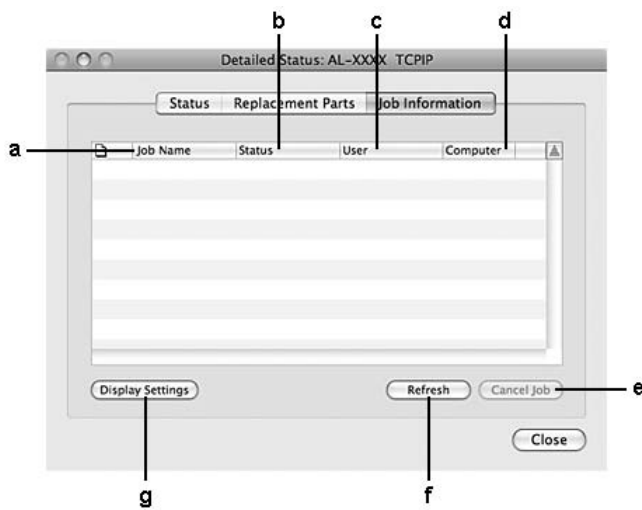 b c d
Detailed Status: AL-XXXX TCPIP
Status Replacement Parts Job Information
a
Job Name Status User Computer
Display Settings Refresh Cancel Job
e
Close
g f